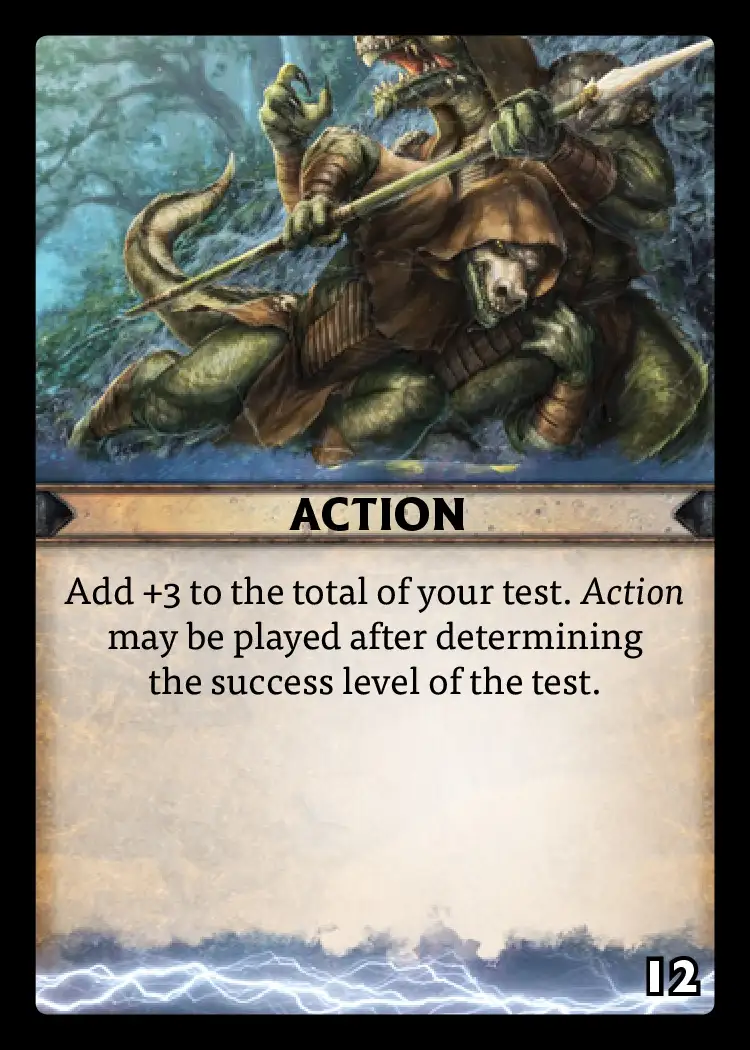 ACTION
Add +3 to the total of your test. Action
may be played after determining
the success level of the test.
12